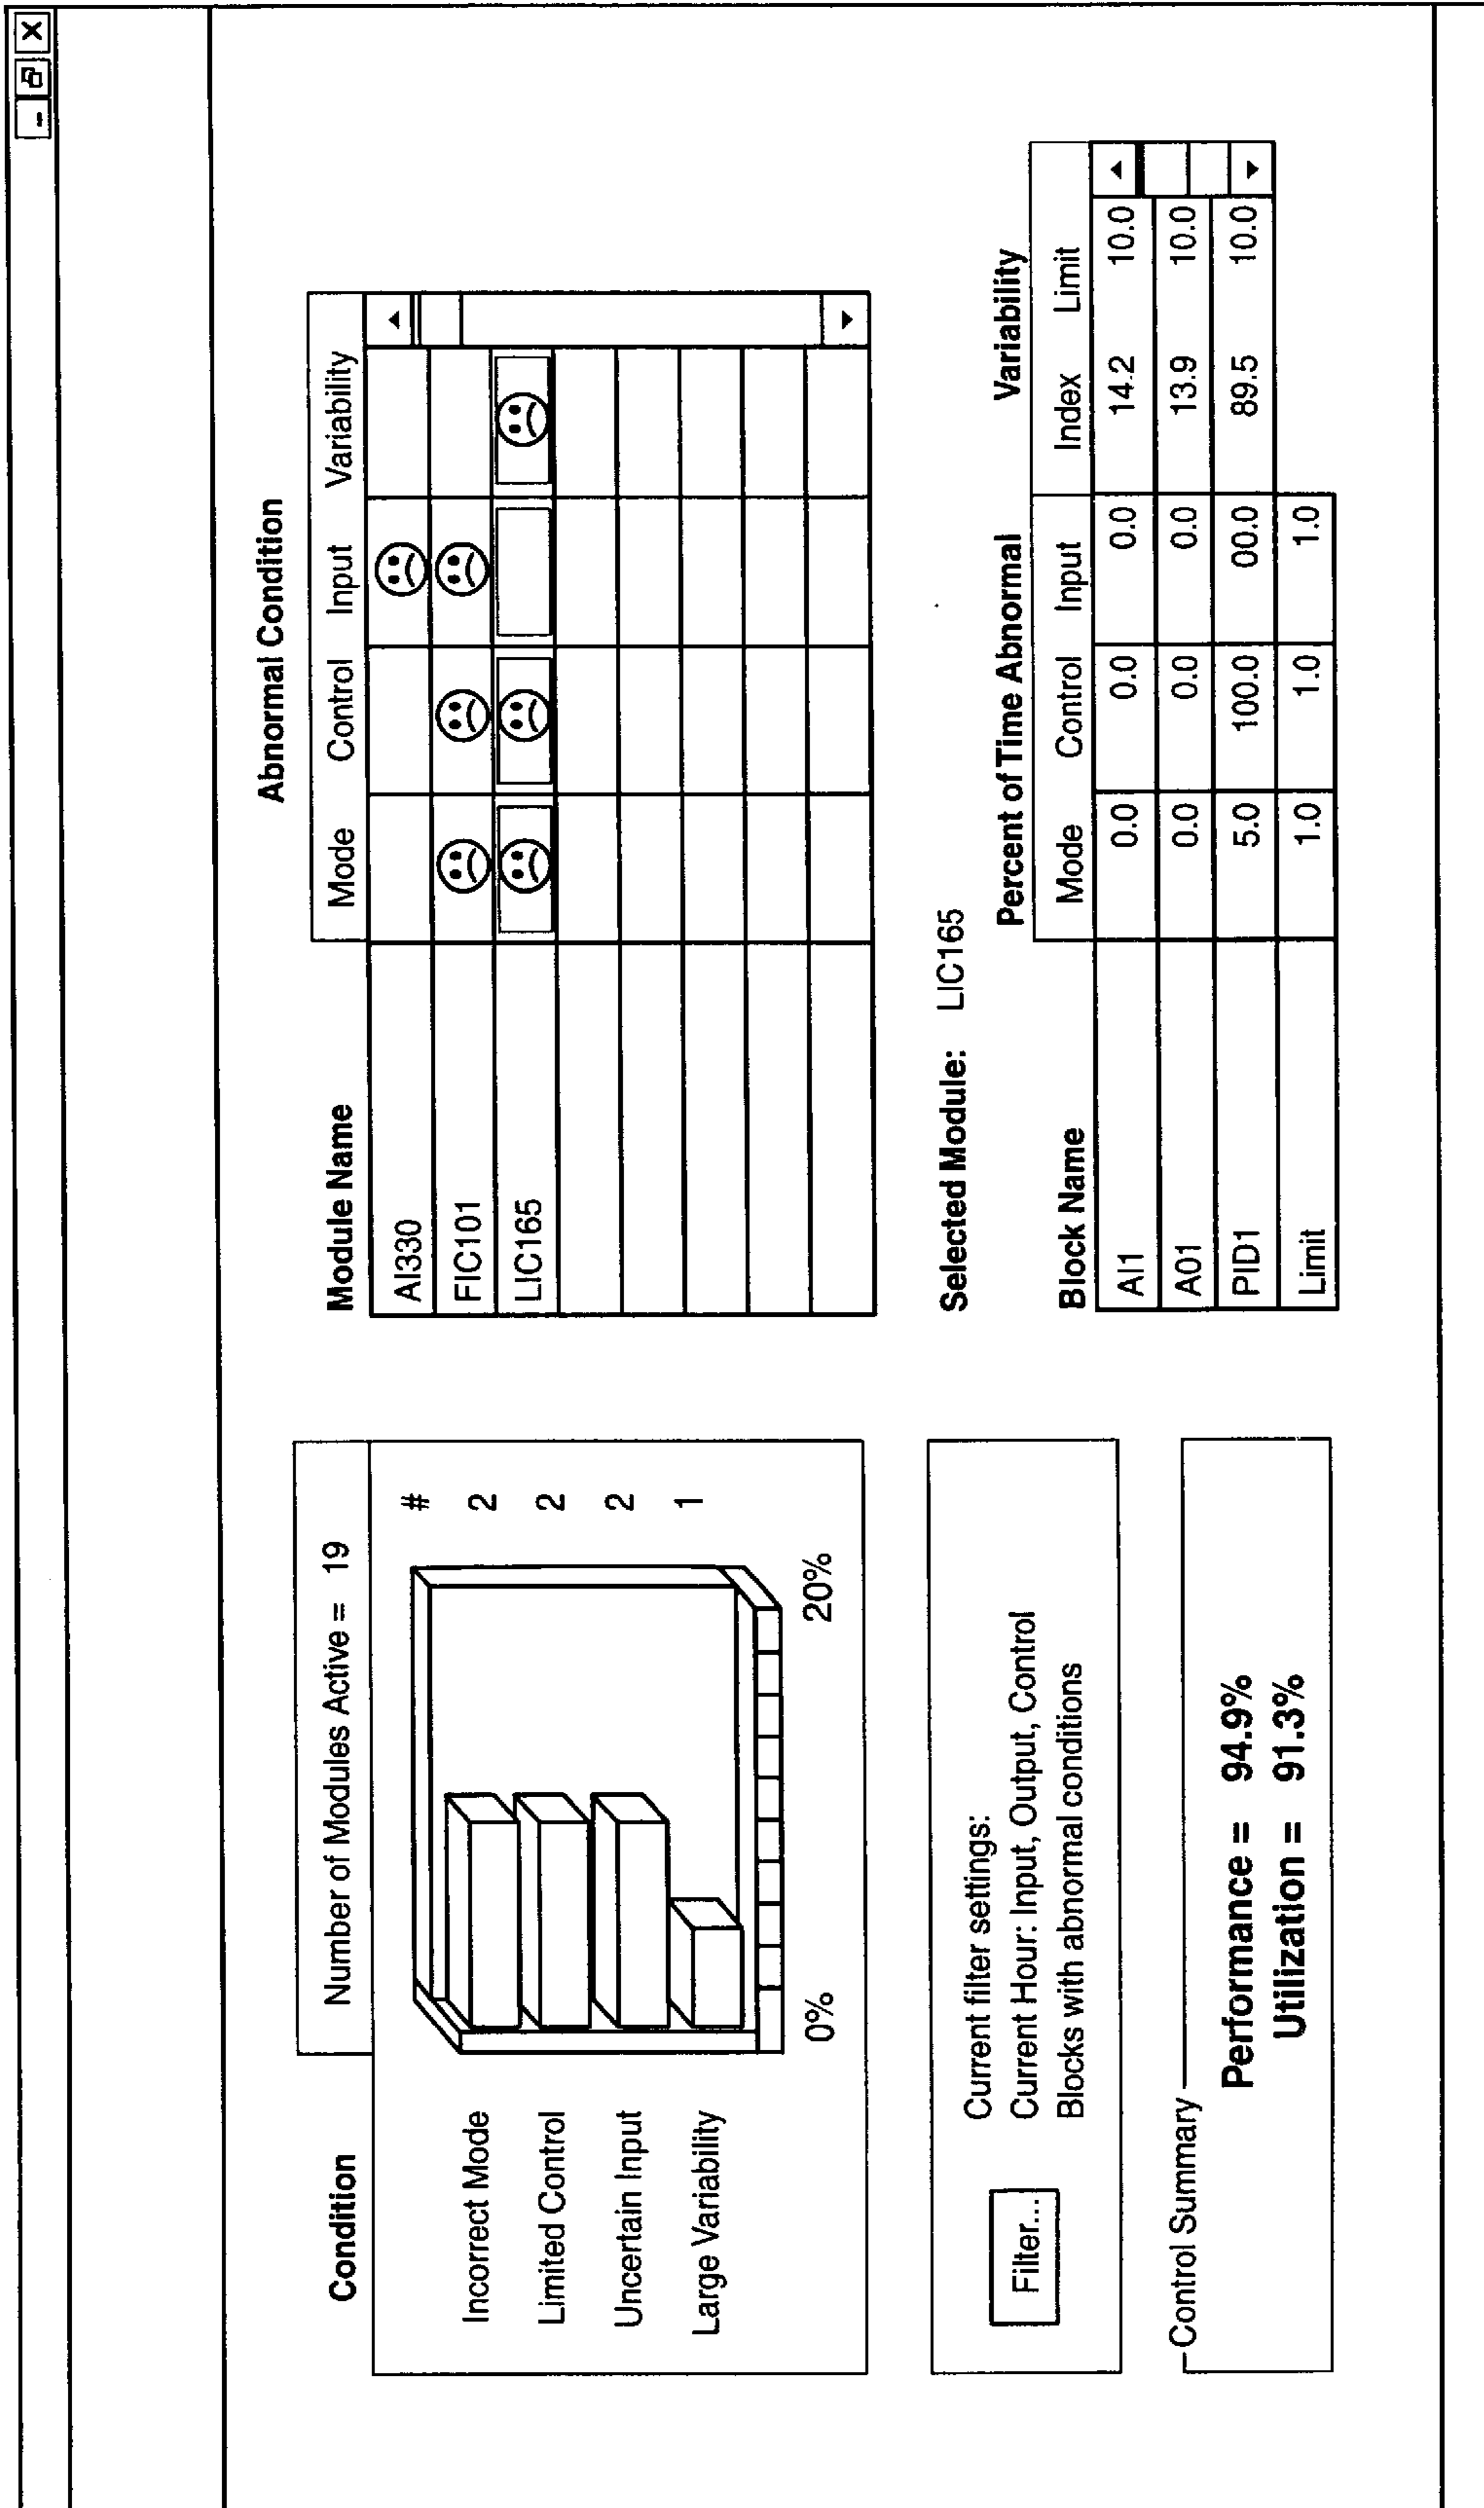 Condition
Number of Modules Active = 19
#
Incorrect Mode 2
Limited Control 2
Uncertain Input 2
Large Variability 1
0% 20%
Filter...
Current filter settings:
Current Hour: Input, Output, Control
Blocks with abnormal conditions
Control Summary
Performance = 94.9%
Utilization = 91.3%
Abnormal Condition
Module Name Mode Control Input Variability
AI330
FIC101
LIC165
Selected Module: LIC165
Percent of Time Abnormal Variability
Block Name Mode Control Input Index Limit
AI1 0.0 0.0 0.0 14.2 10.0
A01 0.0 0.0 0.0 13.9 10.0
PID1 5.0 100.0 00.0 89.5 10.0
Limit 1.0 1.0 1.0